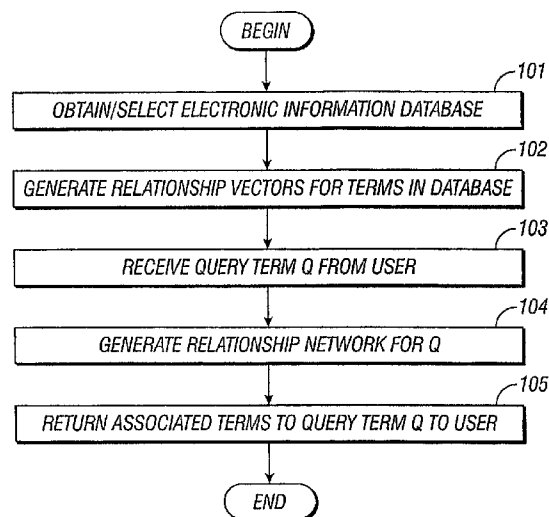 BEGIN
101
OBTAIN/SELECT ELECTRONIC INFORMATION DATABASE
102
GENERATE RELATIONSHIP VECTORS FOR TERMS IN DATABASE
103
RECEIVE QUERY TERM Q FROM USER
104
GENERATE RELATIONSHIP NETWORK FOR Q
105
RETURN ASSOCIATED TERMS TO QUERY TERM Q TO USER
END